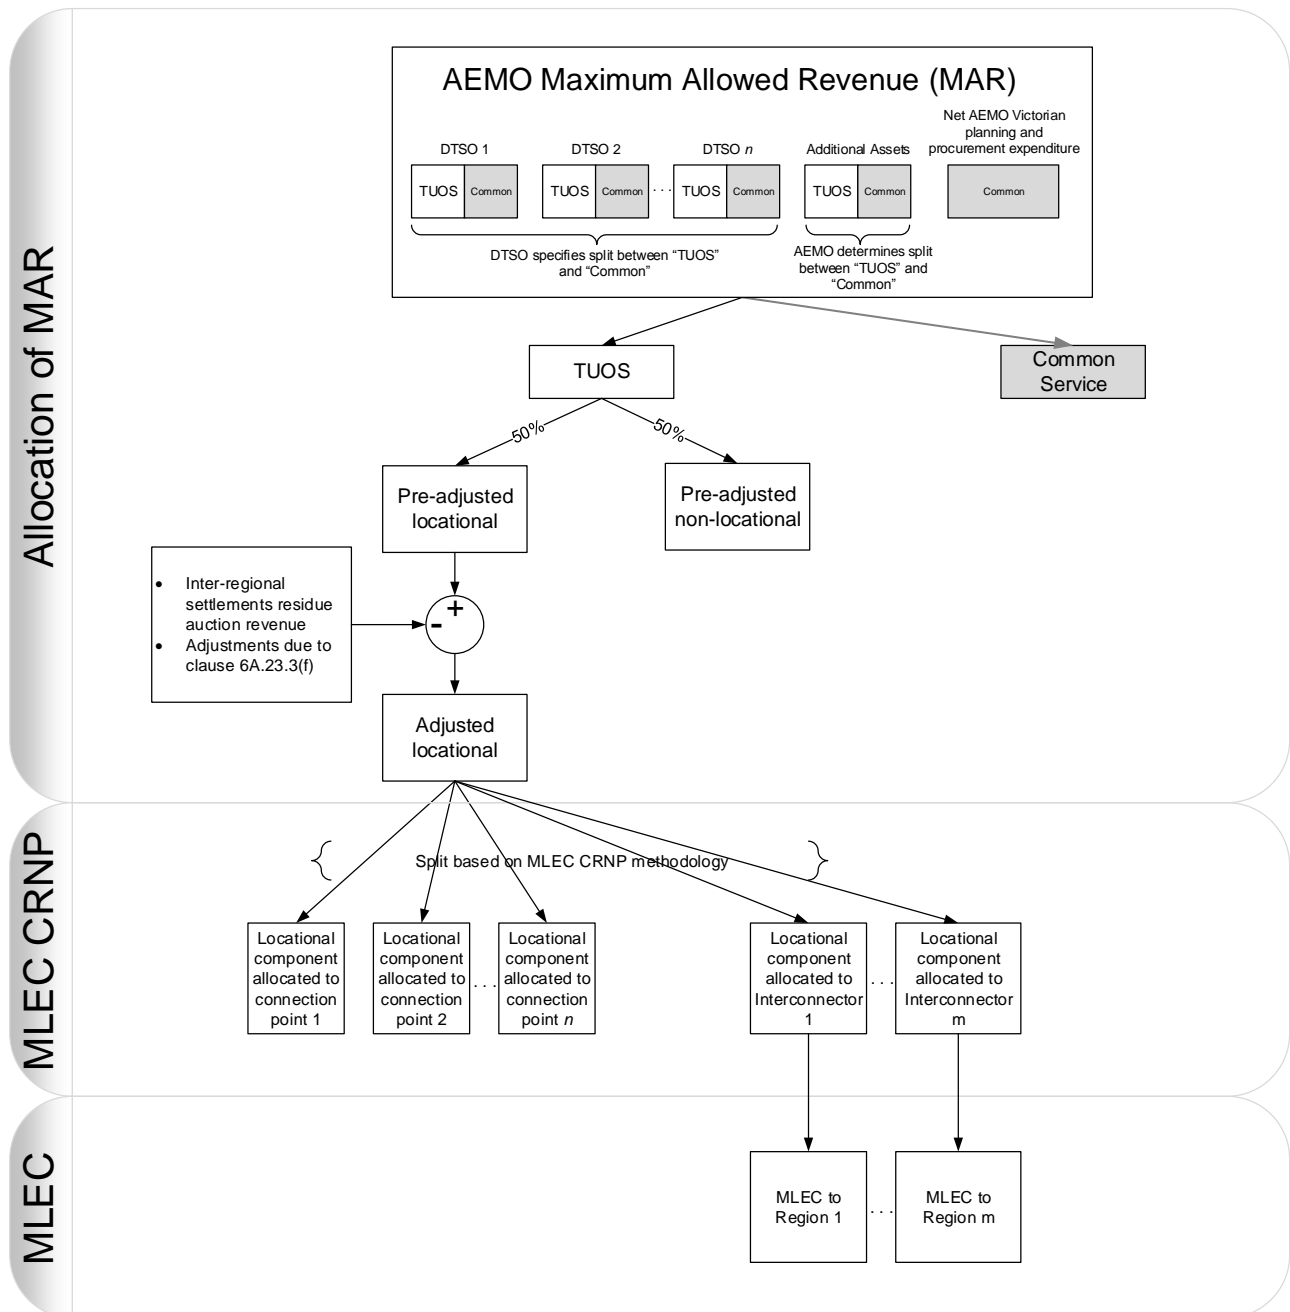 Allocation of MAR
AEMO Maximum Allowed Revenue (MAR)
Net AEMO Victorian
planning and
procurement expenditure
DTSO 1
DTSO 2
DTSO n
Additional Assets
TUOS Common
TUOS Common
. . .
TUOS Common
TUOS Common
Common
DTSO specifies split between “TUOS”
and “Common”
AEMO determines split
between “TUOS” and
“Common”
TUOS
Common
Service
50%
50%
Pre-adjusted
locational
Pre-adjusted
non-locational
• Inter-regional
settlements residue
auction revenue
• Adjustments due to
clause 6A.23.3(f)
+
-
Adjusted
locational
MLEC CRNP
Split based on MLEC CRNP methodology
Locational
component
allocated to
connection
point 1
Locational
component
allocated to
connection
point 2
. . .
Locational
component
allocated to
connection
point n
Locational
component
allocated to
Interconnector
1
. . .
Locational
component
allocated to
Interconnector
m
MLEC
MLEC to
Region 1
. . .
MLEC to
Region m